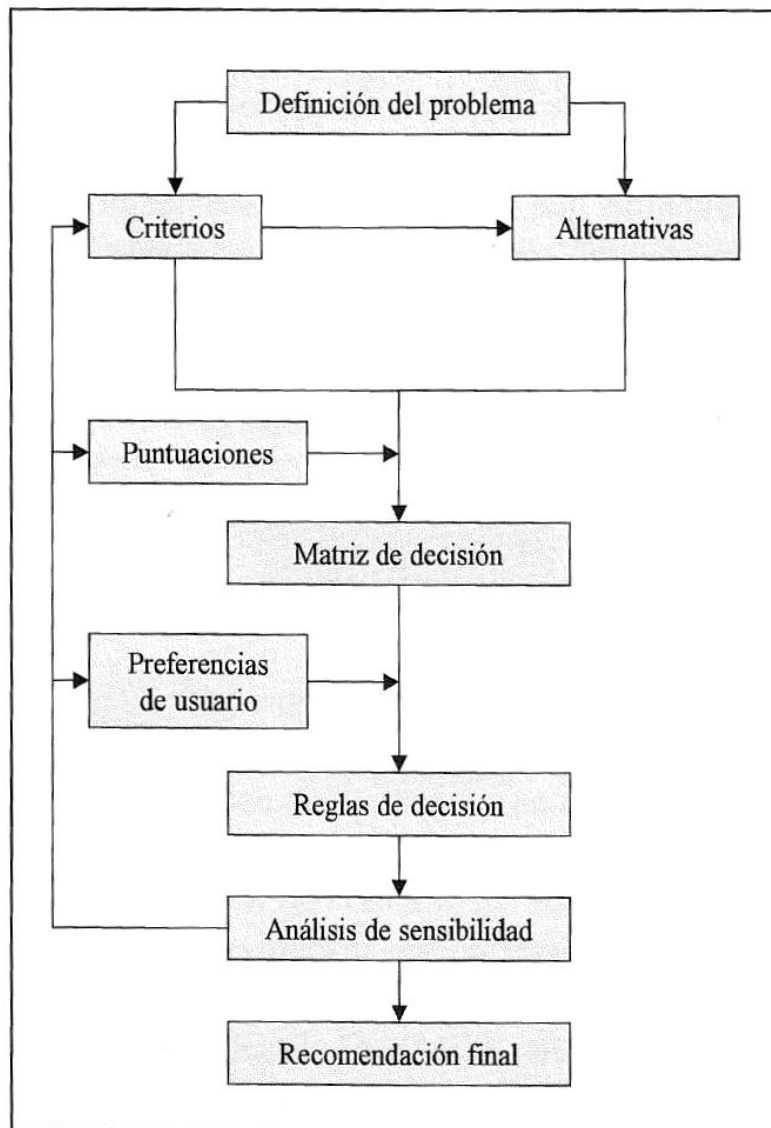 Definición del problema
Criterios
Alternativas
Puntuaciones
Matriz de decisión
Preferencias
de usuario
Reglas de decisión
Análisis de sensibilidad
Recomendación final